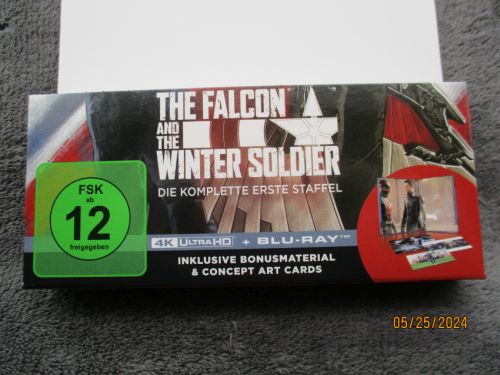 THE FALCON
AND THE
WINTER SOLDIER
DIE KOMPLETTE ERSTE STAFFEL
FSK
ab
12
freigegeben
4K ULTRA HD + BLU-RAY™
INKLUSIVE BONUSMATERIAL
& CONCEPT ART CARDS
05/25/2024